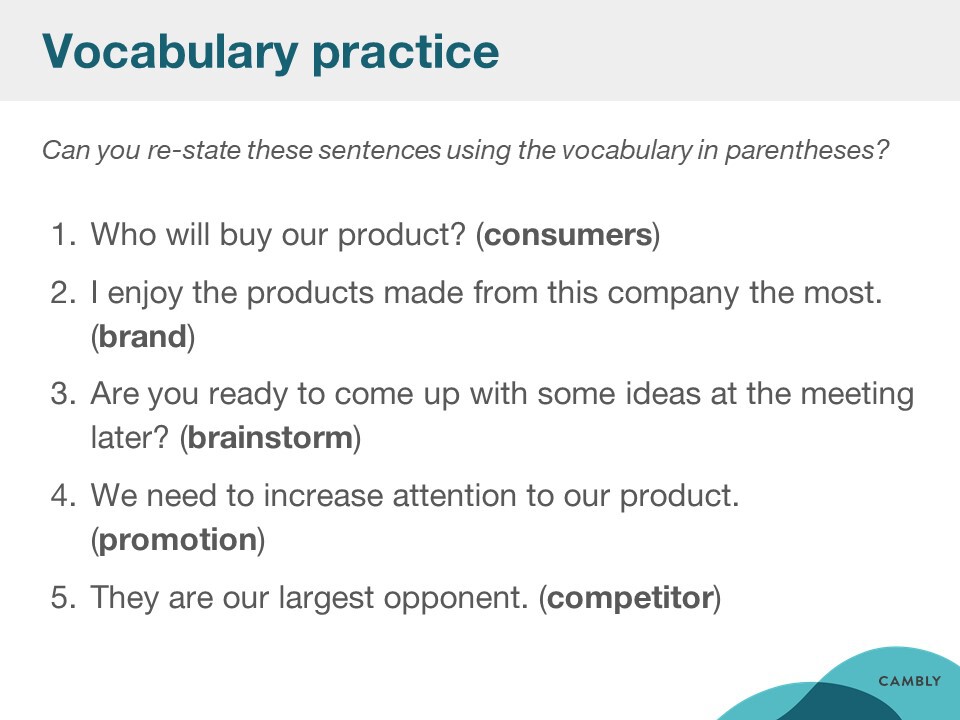 Vocabulary practice
Can you re-state these sentences using the vocabulary in parentheses?
1. Who will buy our product? (consumers)
2. I enjoy the products made from this company the most.
(brand)
3. Are you ready to come up with some ideas at the meeting
later? (brainstorm)
4. We need to increase attention to our product.
(promotion)
5. They are our largest opponent. (competitor)
CAMBLY